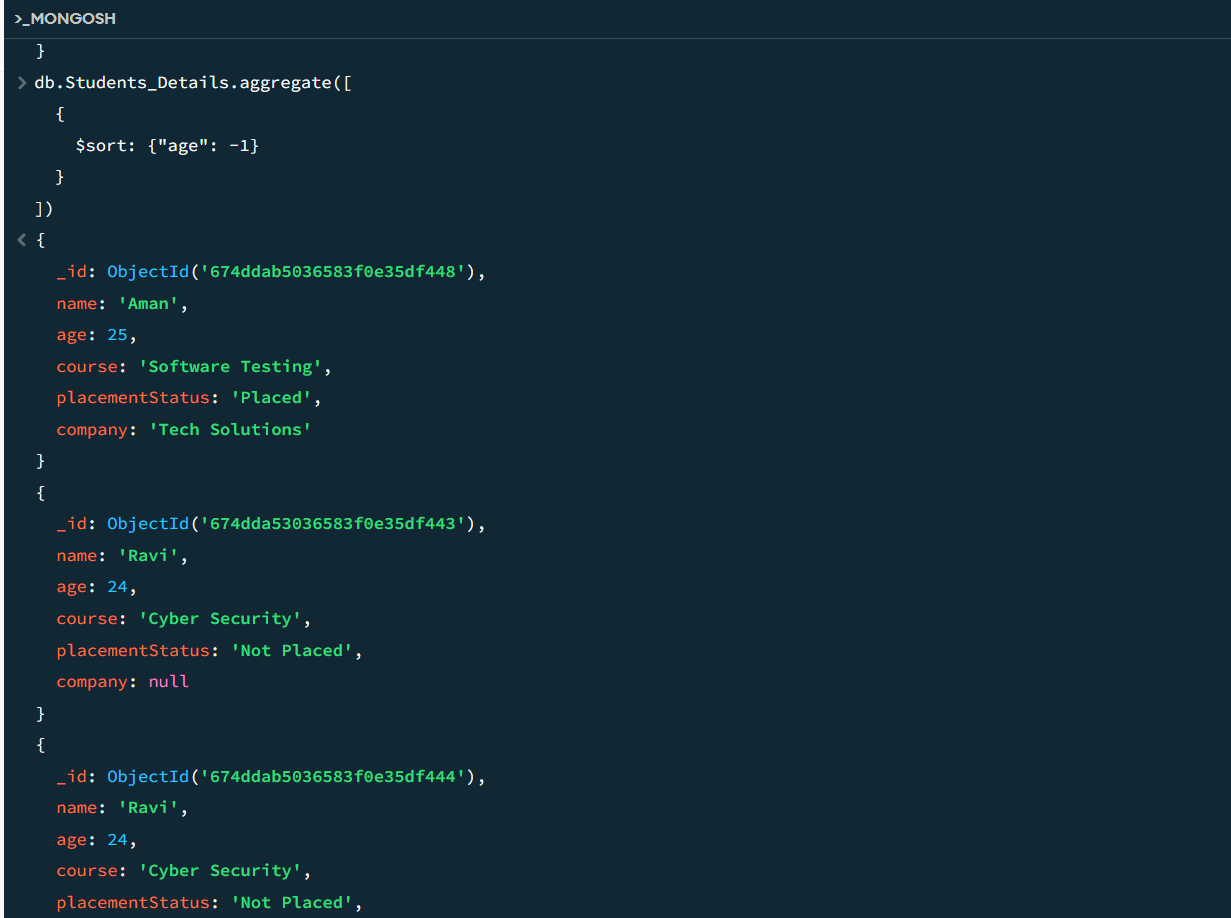 >_MONGOSH
}
> db.Students_Details.aggregate([
{
$sort: {"age": -1}
}
])
< {
_id: ObjectId('674ddab5036583f0e35df448'),
name: 'Aman',
age: 25,
course: 'Software Testing',
placementStatus: 'Placed',
company: 'Tech Solutions'
}
{
_id: ObjectId('674dda53036583f0e35df443'),
name: 'Ravi',
age: 24,
course: 'Cyber Security',
placementStatus: 'Not Placed',
company: null
}
{
_id: ObjectId('674ddab5036583f0e35df444'),
name: 'Ravi',
age: 24,
course: 'Cyber Security',
placementStatus: 'Not Placed',